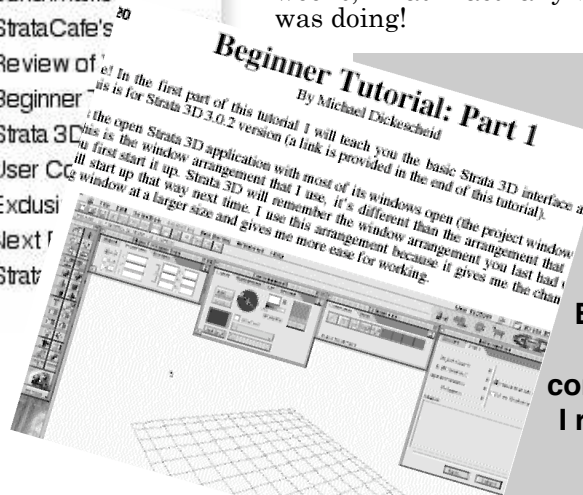 was doing!
StrataCafe's
Review of
Beginner
Strata 3D
User Co
Exclusi
Next
Strat
20
Beginner Tutorial: Part 1
By Michael Dickescheid
e! In the first part of this tutorial I will teach you the basic Strata 3D interface a
is is for Strata 3D 3.0.2 version (a link is provided in the end of this tutorial).
the open Strata 3D application with most of its windows open (the project window
his is the window arrangement that I use, it's different than the arrangement that
u first start it up. Strata 3D will remember the window arrangement you last had
ill start up that way next time. I use this arrangement because it gives me the chan
g window at a larger size and gives me more ease for working.
E
co
I r